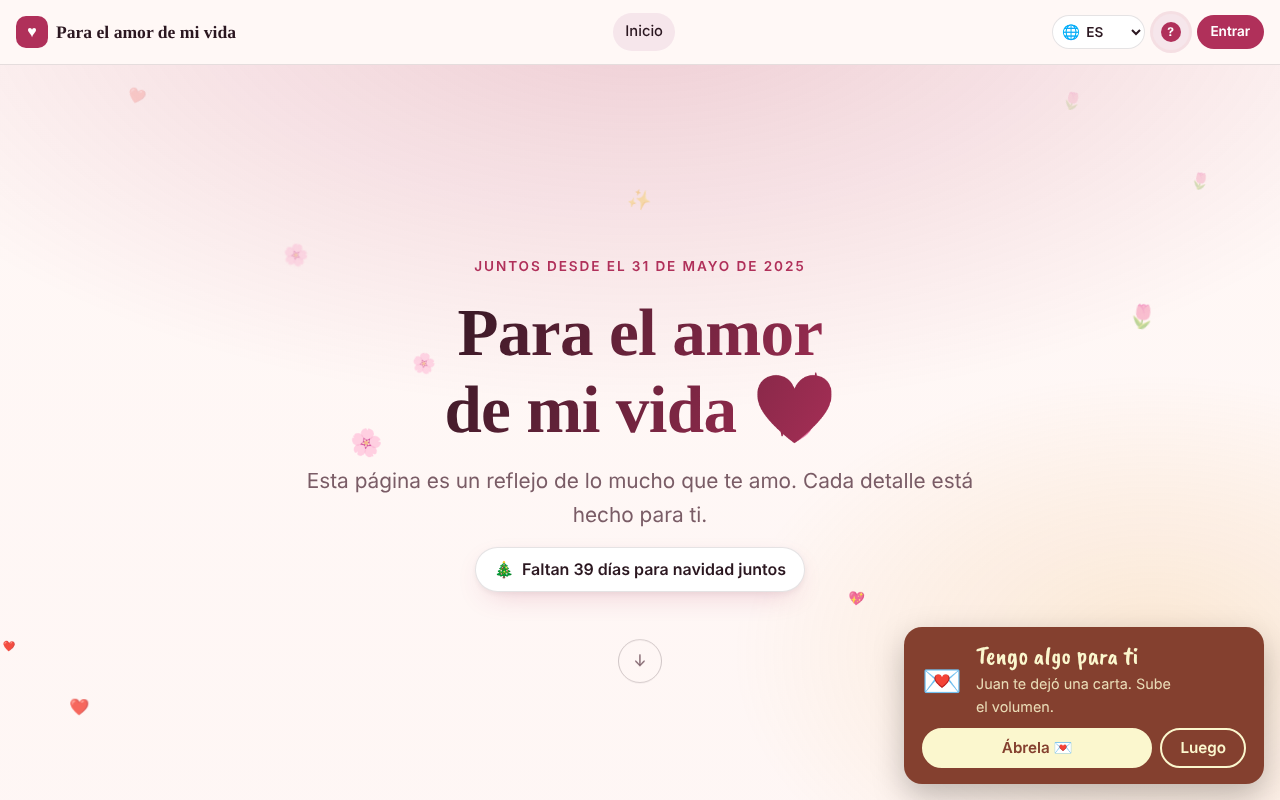 Para el amor de mi vida
Inicio
ES
?
Entrar
JUNTOS DESDE EL 31 DE MAYO DE 2025
Para el amor
de mi vida
Esta página es un reflejo de lo mucho que te amo. Cada detalle está
hecho para ti.
Faltan 39 días para navidad juntos
Tengo algo para ti
Juan te dejó una carta. Sube
el volumen.
Ábrela
Luego